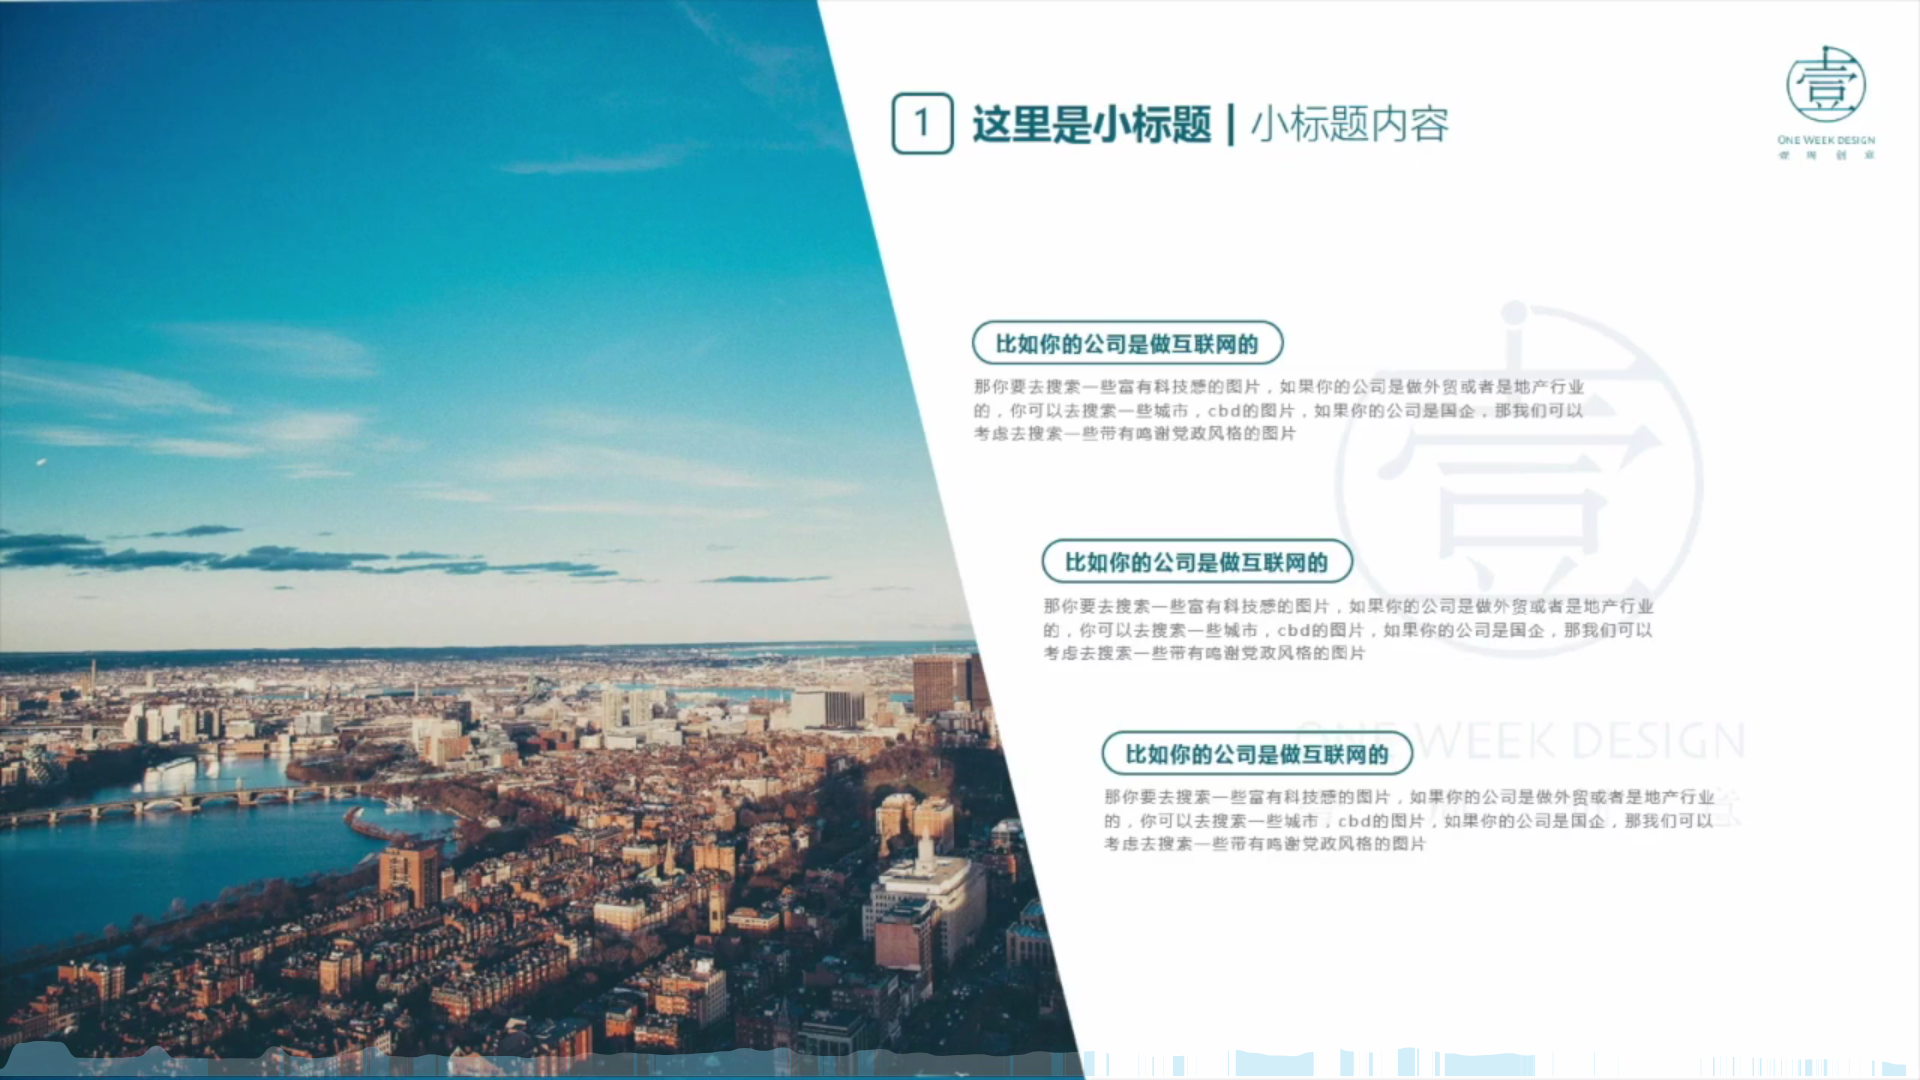 1
这里是小标题 | 小标题内容
壹
ONE WEEK DESIGN
壹周创意
比如你的公司是做互联网的
那你要去搜索一些富有科技感的图片，如果你的公司是做外贸或者是地产行业
的，你可以去搜索一些城市，cbd的图片，如果你的公司是国企，那我们可以
考虑去搜索一些带有鸣谢党政风格的图片
比如你的公司是做互联网的
那你要去搜索一些富有科技感的图片，如果你的公司是做外贸或者是地产行业
的，你可以去搜索一些城市，cbd的图片，如果你的公司是国企，那我们可以
考虑去搜索一些带有鸣谢党政风格的图片
比如你的公司是做互联网的
那你要去搜索一些富有科技感的图片，如果你的公司是做外贸或者是地产行业
的，你可以去搜索一些城市，cbd的图片，如果你的公司是国企，那我们可以
考虑去搜索一些带有鸣谢党政风格的图片
壹
ONE WEEK DESIGN